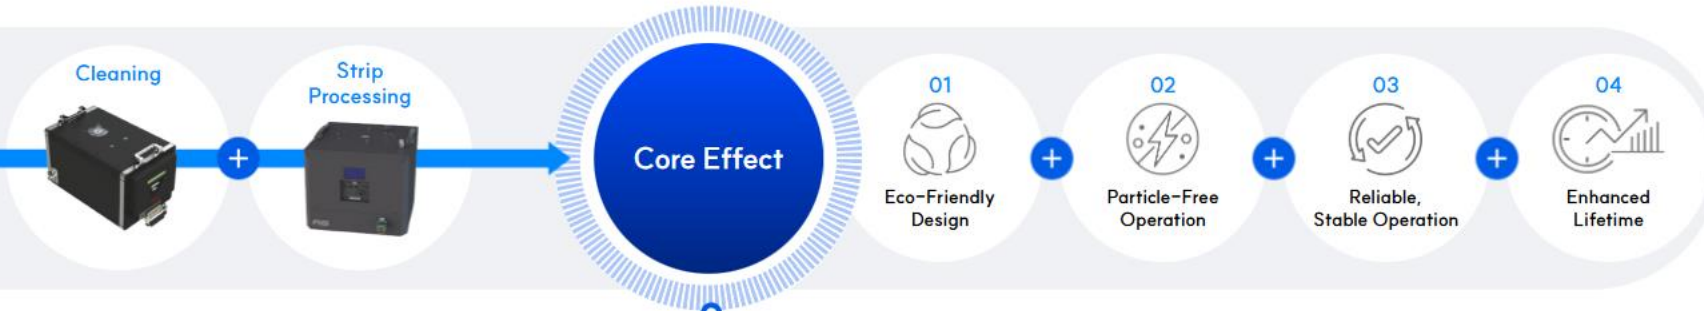 Cleaning
Strip
Processing
Core Effect
01
Eco-Friendly
Design
02
Particle-Free
Operation
03
Reliable,
Stable Operation
04
Enhanced
Lifetime